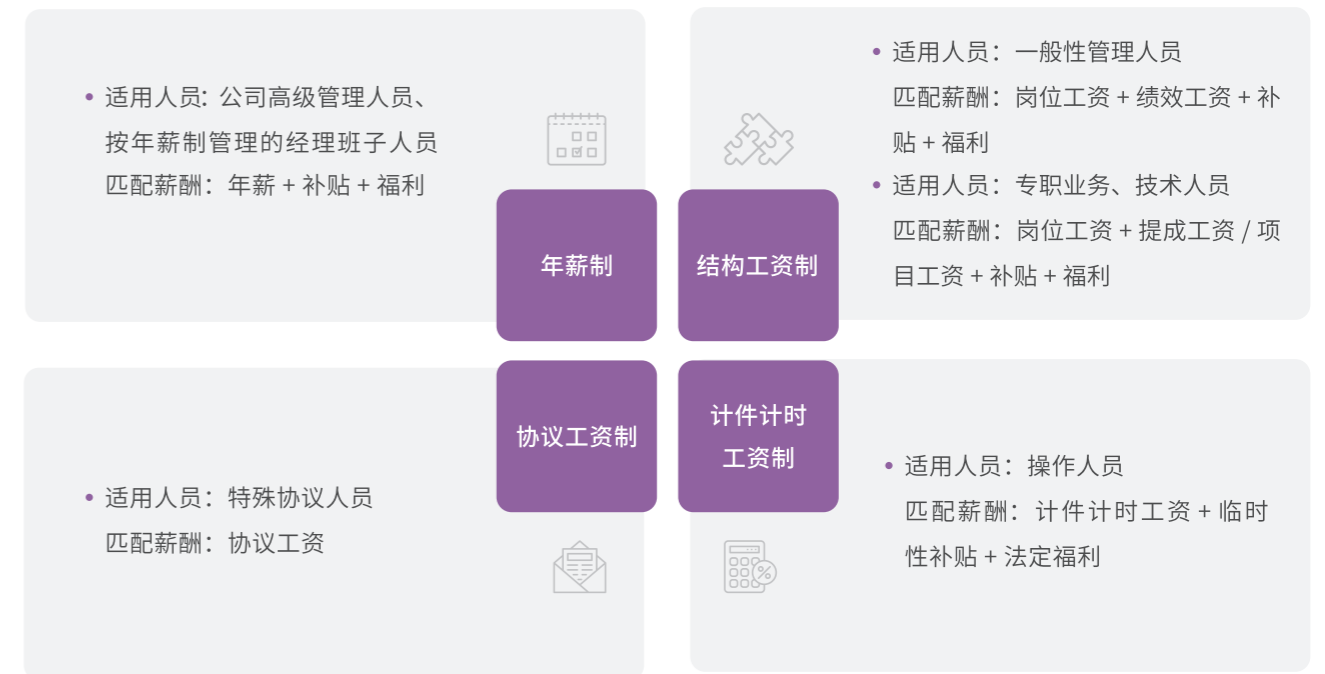 适用人员：公司高级管理人员、
按年薪制管理的经理班子人员
匹配薪酬：年薪 + 补贴 + 福利
年薪制
• 适用人员：一般性管理人员
匹配薪酬：岗位工资 + 绩效工资 + 补
贴 + 福利
• 适用人员：专职业务、技术人员
匹配薪酬：岗位工资 + 提成工资 / 项
目工资 + 补贴 + 福利
结构工资制
• 适用人员：特殊协议人员
匹配薪酬：协议工资
协议工资制
计件计时
工资制
• 适用人员：操作人员
匹配薪酬：计件计时工资 + 临时
性补贴 + 法定福利